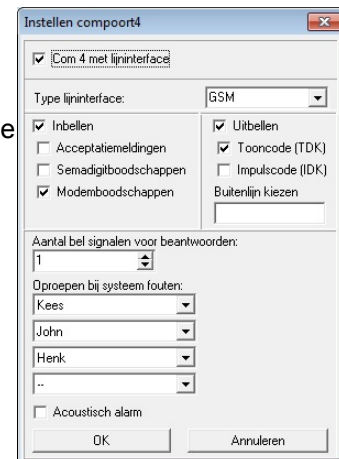 Instellen compoort4
Com 4 met lijninterface
Type lijninterface: GSM
e
Inbellen
Acceptatiemeldingen
Semadigitboodschappen
Modemboodschappen
Uitbellen
Tooncode (TDK)
Impulscode (IDK)
Buitenlijn kiezen
Aantal bel signalen voor beantwoorden:
1
Oproepen bij systeem fouten:
Kees
John
Henk
--
Acoustisch alarm
OK
Annuleren